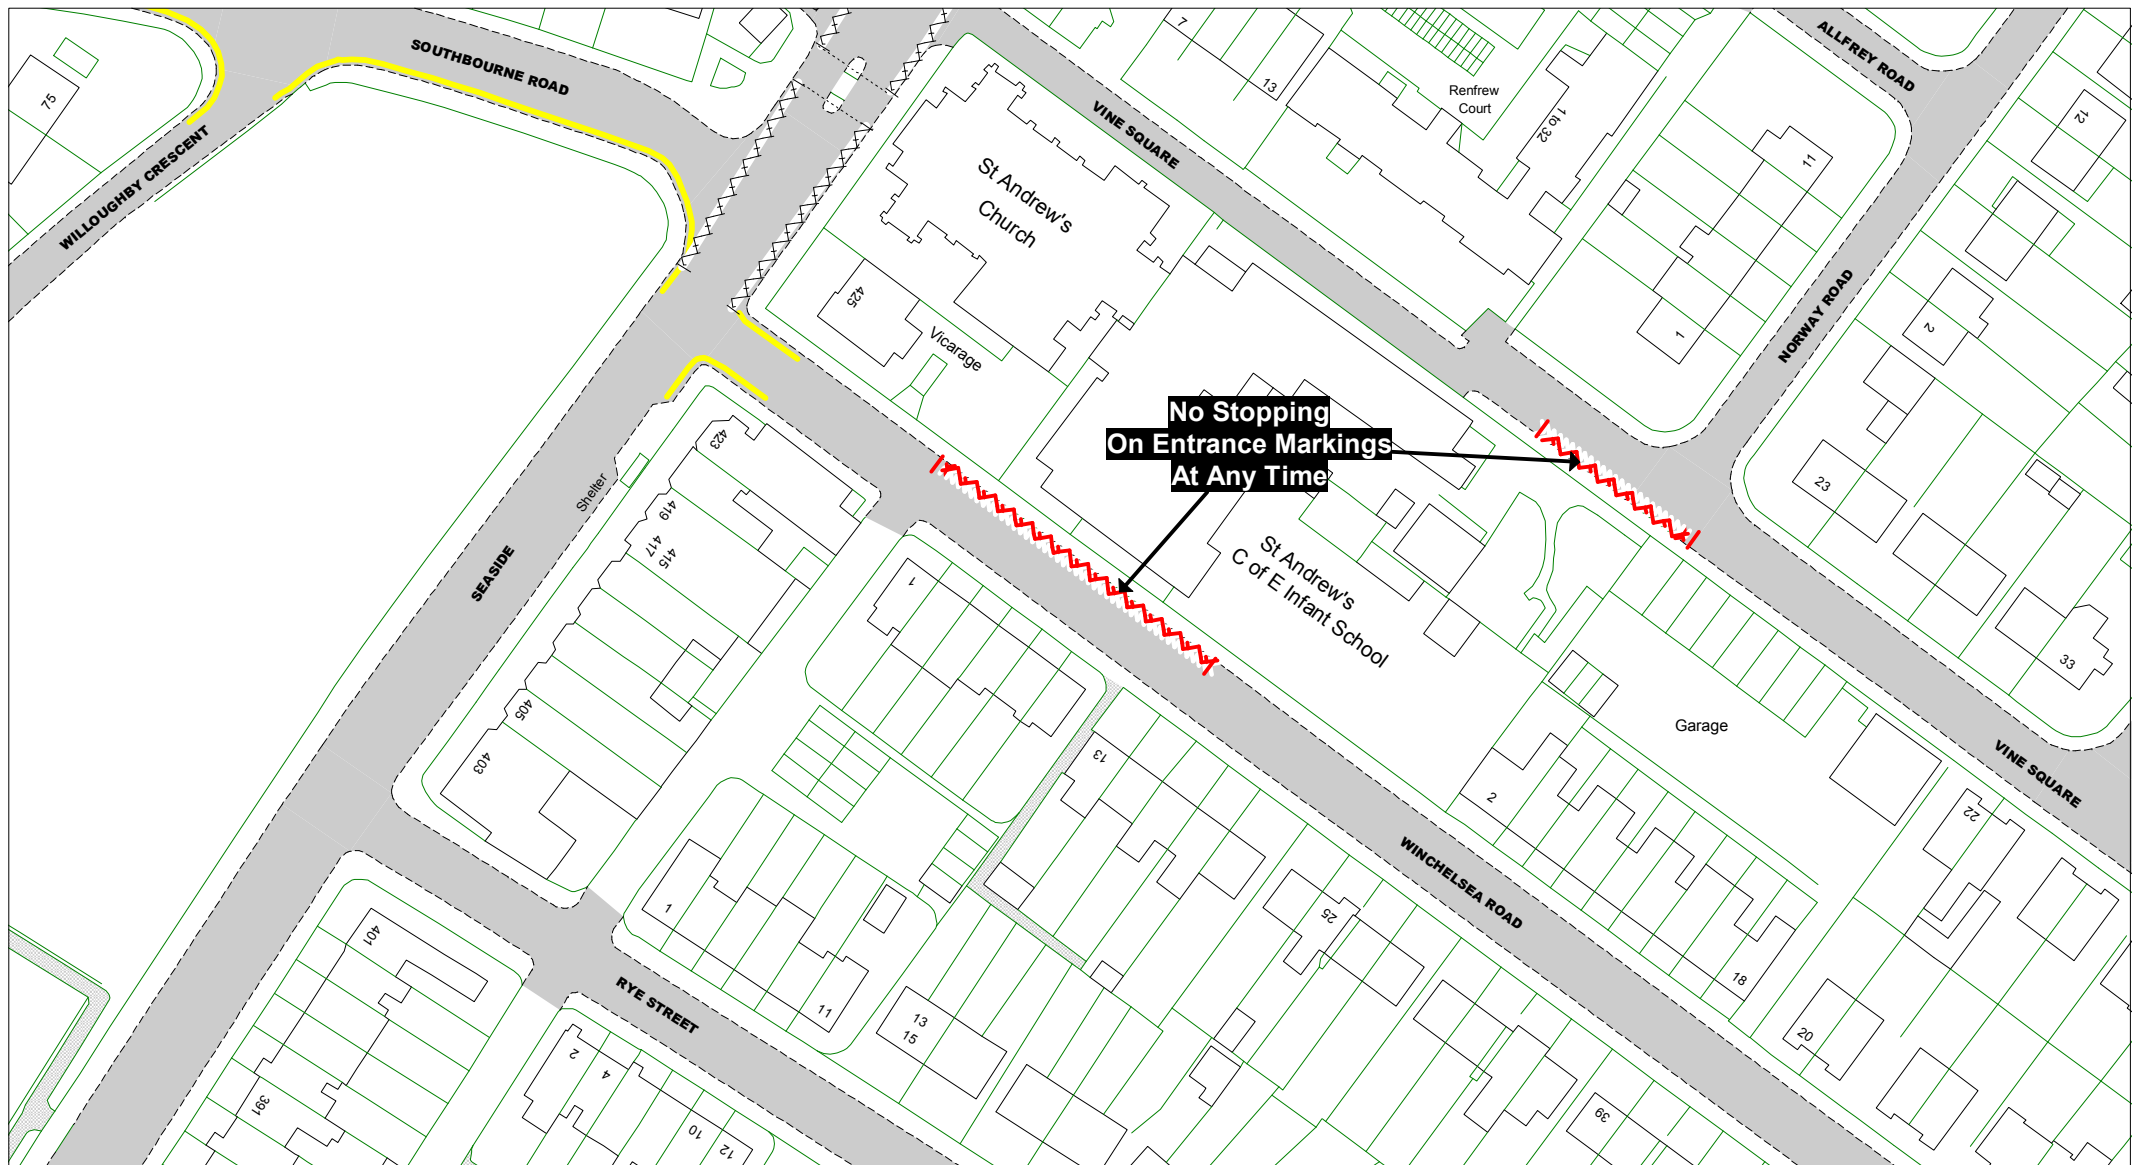 75
SOUTHBOURNE ROAD
WILLOUGHBY CRESCENT
7
13
VINE SQUARE
Renfrew
Court
1 to 32
ALLFREY ROAD
12
11
1
NORWAY ROAD
2
St Andrew's
Church
425
Vicarage
No Stopping
On Entrance Markings
At Any Time
423
Shelter
419
417
415
SEASIDE
405
403
1
St Andrew's
C of E Infant School
23
33
Garage
VINE SQUARE
13
2
22
WINCHELSEA ROAD
25
18
20
1
11
13
15
401
RYE STREET
391
2
4
10
12
39